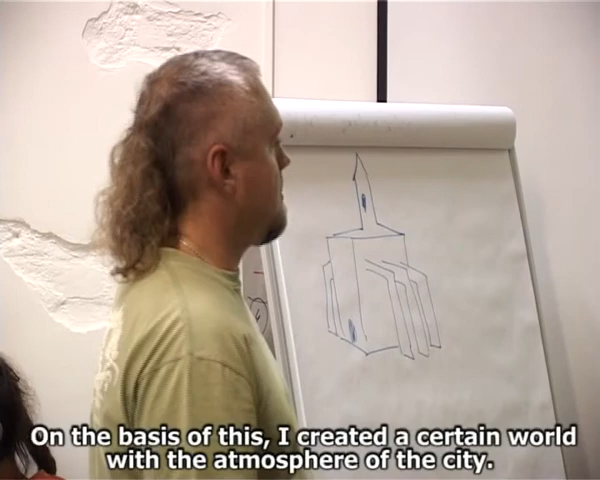 On the basis of this, I created a certain world
with the atmosphere of the city.